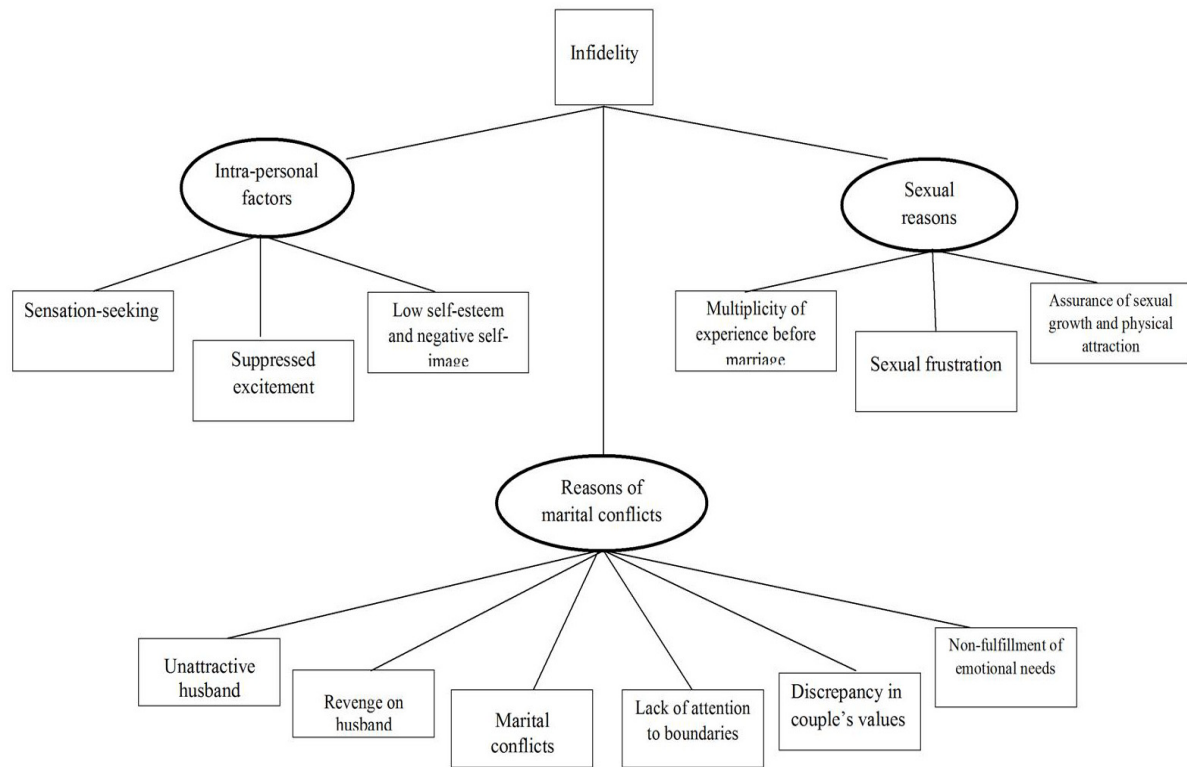 Infidelity
Intra-personal
factors
Sexual
reasons
Sensation-seeking
Suppressed
excitement
Low self-esteem
and negative self-
image
Multiplicity of
experience before
marriage
Sexual frustration
Assurance of sexual
growth and physical
attraction
Reasons of
marital conflicts
Unattractive
husband
Revenge on
husband
Marital
conflicts
Lack of attention
to boundaries
Discrepancy in
couple’s values
Non-fulfillment of
emotional needs